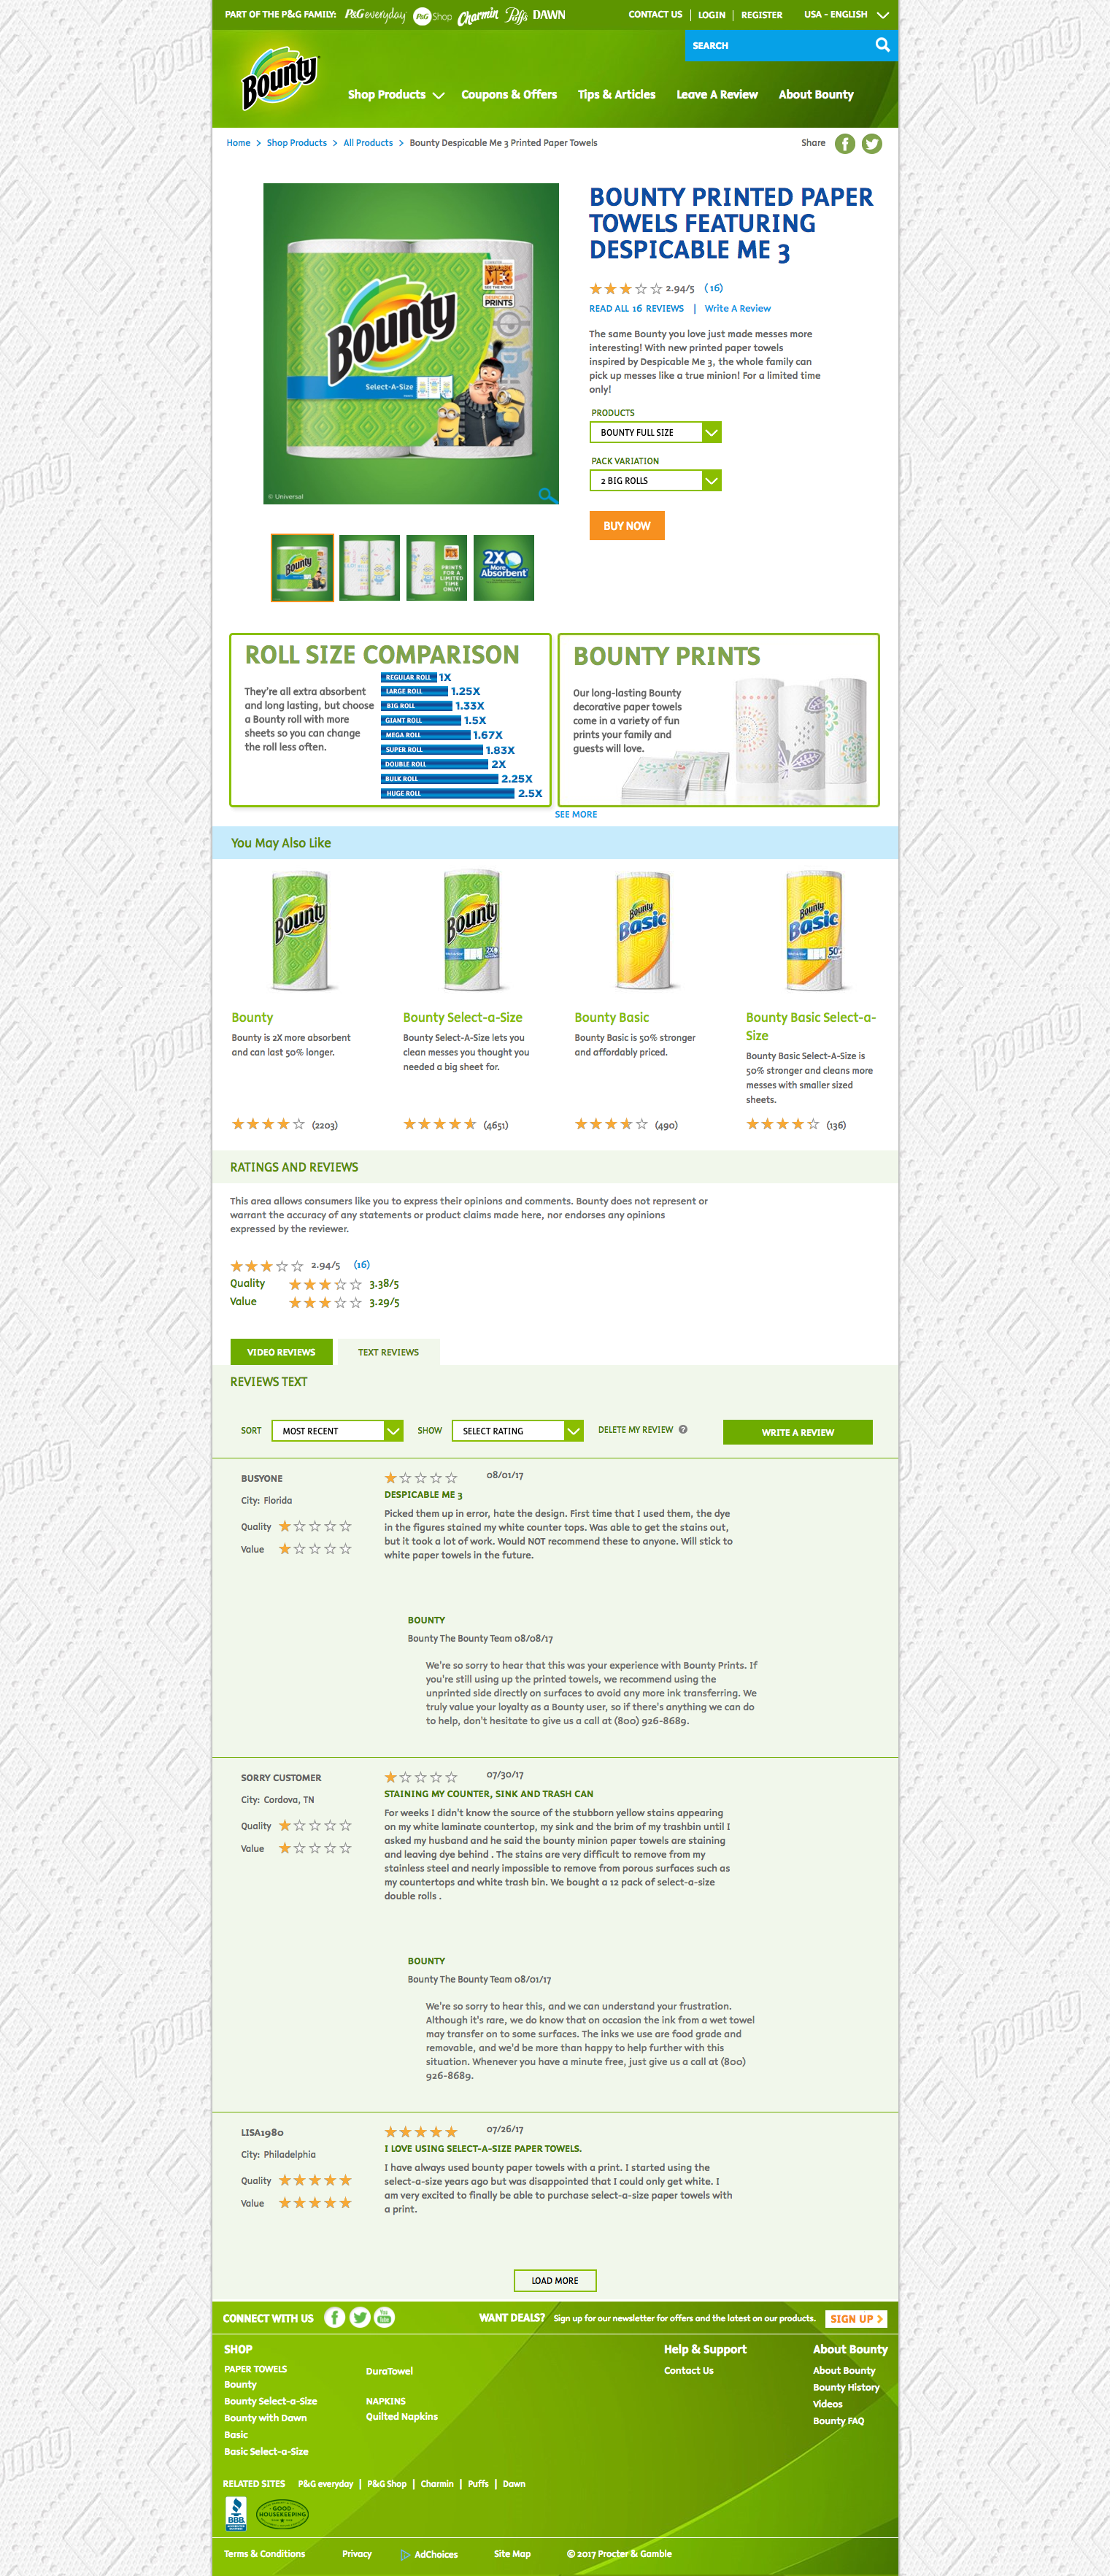 PART OF THE P&G FAMILY: P&Geveryday P&G Shop Charmin Puffs DAWN CONTACT US | LOGIN | REGISTER USA - ENGLISH
SEARCH
Bounty
Shop Products Coupons & Offers Tips & Articles Leave A Review About Bounty
Home > Shop Products > All Products > Bounty Despicable Me 3 Printed Paper Towels Share
BOUNTY PRINTED PAPER
TOWELS FEATURING
DESPICABLE ME 3
2.94/5 (16)
READ ALL 16 REVIEWS | Write A Review
The same Bounty you love just made messes more
interesting! With new printed paper towels
inspired by Despicable Me 3, the whole family can
pick up messes like a true minion! For a limited time
only!
PRODUCTS
BOUNTY FULL SIZE
PACK VARIATION
2 BIG ROLLS
BUY NOW
PRINTS
Bounty
Select-A-Size
© Universal
Bounty
PRINTS
FOR A
LIMITED
TIME
ONLY!
2X
More
Absorbent
ROLL SIZE COMPARISON
They're all extra absorbent
and long lasting, but choose
a Bounty roll with more
sheets so you can change
the roll less often.
REGULAR ROLL 1X
LARGE ROLL 1.25X
BIG ROLL 1.33X
GIANT ROLL 1.5X
MEGA ROLL 1.67X
SUPER ROLL 1.83X
DOUBLE ROLL 2X
BULK ROLL 2.25X
HUGE ROLL 2.5X
BOUNTY PRINTS
Our long-lasting Bounty
decorative paper towels
come in a variety of fun
prints your family and
guests will love.
SEE MORE
You May Also Like
Bounty
Bounty
Bounty
Basic
Bounty
Basic
Bounty
Bounty is 2X more absorbent
and can last 50% longer.
(2203)
Bounty Select-a-Size
Bounty Select-A-Size lets you
clean messes you thought you
needed a big sheet for.
(4651)
Bounty Basic
Bounty Basic is 50% stronger
and affordably priced.
(490)
Bounty Basic Select-a-
Size
Bounty Basic Select-A-Size is
50% stronger and cleans more
messes with smaller sized
sheets.
(136)
RATINGS AND REVIEWS
This area allows consumers like you to express their opinions and comments. Bounty does not represent or
warrant the accuracy of any statements or product claims made here, nor endorses any opinions
expressed by the reviewer.
2.94/5 (16)
Quality 3.38/5
Value 3.29/5
VIDEO REVIEWS TEXT REVIEWS
REVIEWS TEXT
SORT MOST RECENT SHOW SELECT RATING DELETE MY REVIEW ? WRITE A REVIEW
BUSYONE
City: Florida
Quality
Value
08/01/17
DESPICABLE ME 3
Picked them up in error, hate the design. First time that I used them, the dye
in the figures stained my white counter tops. Was able to get the stains out,
but it took a lot of work. Would NOT recommend these to anyone. Will stick to
white paper towels in the future.
BOUNTY
Bounty The Bounty Team 08/08/17
We're so sorry to hear that this was your experience with Bounty Prints. If
you're still using up the printed towels, we recommend using the
unprinted side directly on surfaces to avoid any more ink transferring. We
truly value your loyalty as a Bounty user, so if there's anything we can do
to help, don't hesitate to give us a call at (800) 926-8689.
SORRY CUSTOMER
City: Cordova, TN
Quality
Value
07/30/17
STAINING MY COUNTER, SINK AND TRASH CAN
For weeks I didn't know the source of the stubborn yellow stains appearing
on my white laminate countertop, my sink and the brim of my trashbin until I
asked my husband and he said the bounty minion paper towels are staining
and leaving dye behind . The stains are very difficult to remove from my
stainless steel and nearly impossible to remove from porous surfaces such as
my countertops and white trash bin. We bought a 12 pack of select-a-size
double rolls .
BOUNTY
Bounty The Bounty Team 08/01/17
We're so sorry to hear this, and we can understand your frustration.
Although it's rare, we do know that on occasion the ink from a wet towel
may transfer on to some surfaces. The inks we use are food grade and
removable, and we'd be more than happy to help further with this
situation. Whenever you have a minute free, just give us a call at (800)
926-8689.
LISA1980
City: Philadelphia
Quality
Value
07/26/17
I LOVE USING SELECT-A-SIZE PAPER TOWELS.
I have always used bounty paper towels with a print. I started using the
select-a-size years ago but was disappointed that I could only get white. I
am very excited to finally be able to purchase select-a-size paper towels with
a print.
LOAD MORE
CONNECT WITH US WANT DEALS? Sign up for our newsletter for offers and the latest on our products. SIGN UP >
SHOP
PAPER TOWELS
Bounty
Bounty Select-a-Size
Bounty with Dawn
Basic
Basic Select-a-Size
DuraTowel
NAPKINS
Quilted Napkins
Help & Support
Contact Us
About Bounty
About Bounty
Bounty History
Videos
Bounty FAQ
RELATED SITES P&G everyday | P&G Shop | Charmin | Puffs | Dawn
BBB
GOOD
HOUSEKEEPING
Terms & Conditions Privacy AdChoices Site Map © 2017 Procter & Gamble